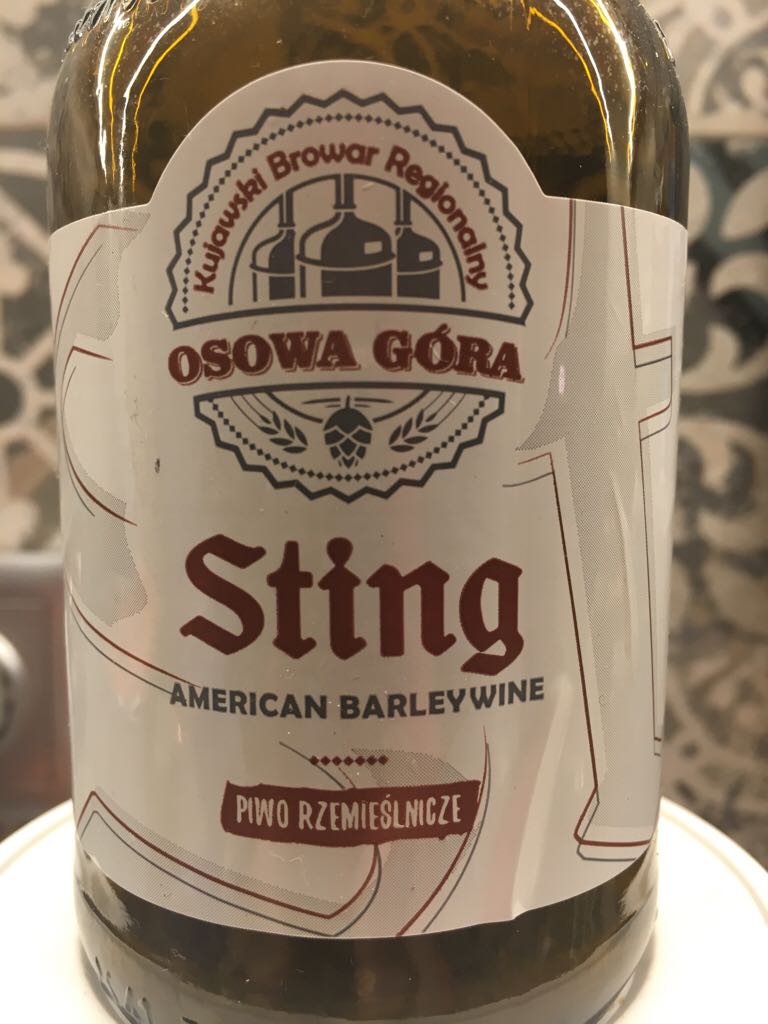 Kujawski Browar Regionalny
OSOWA GÓRA
Sting
AMERICAN BARLEYWINE
PIWO RZEMIEŚLNICZE